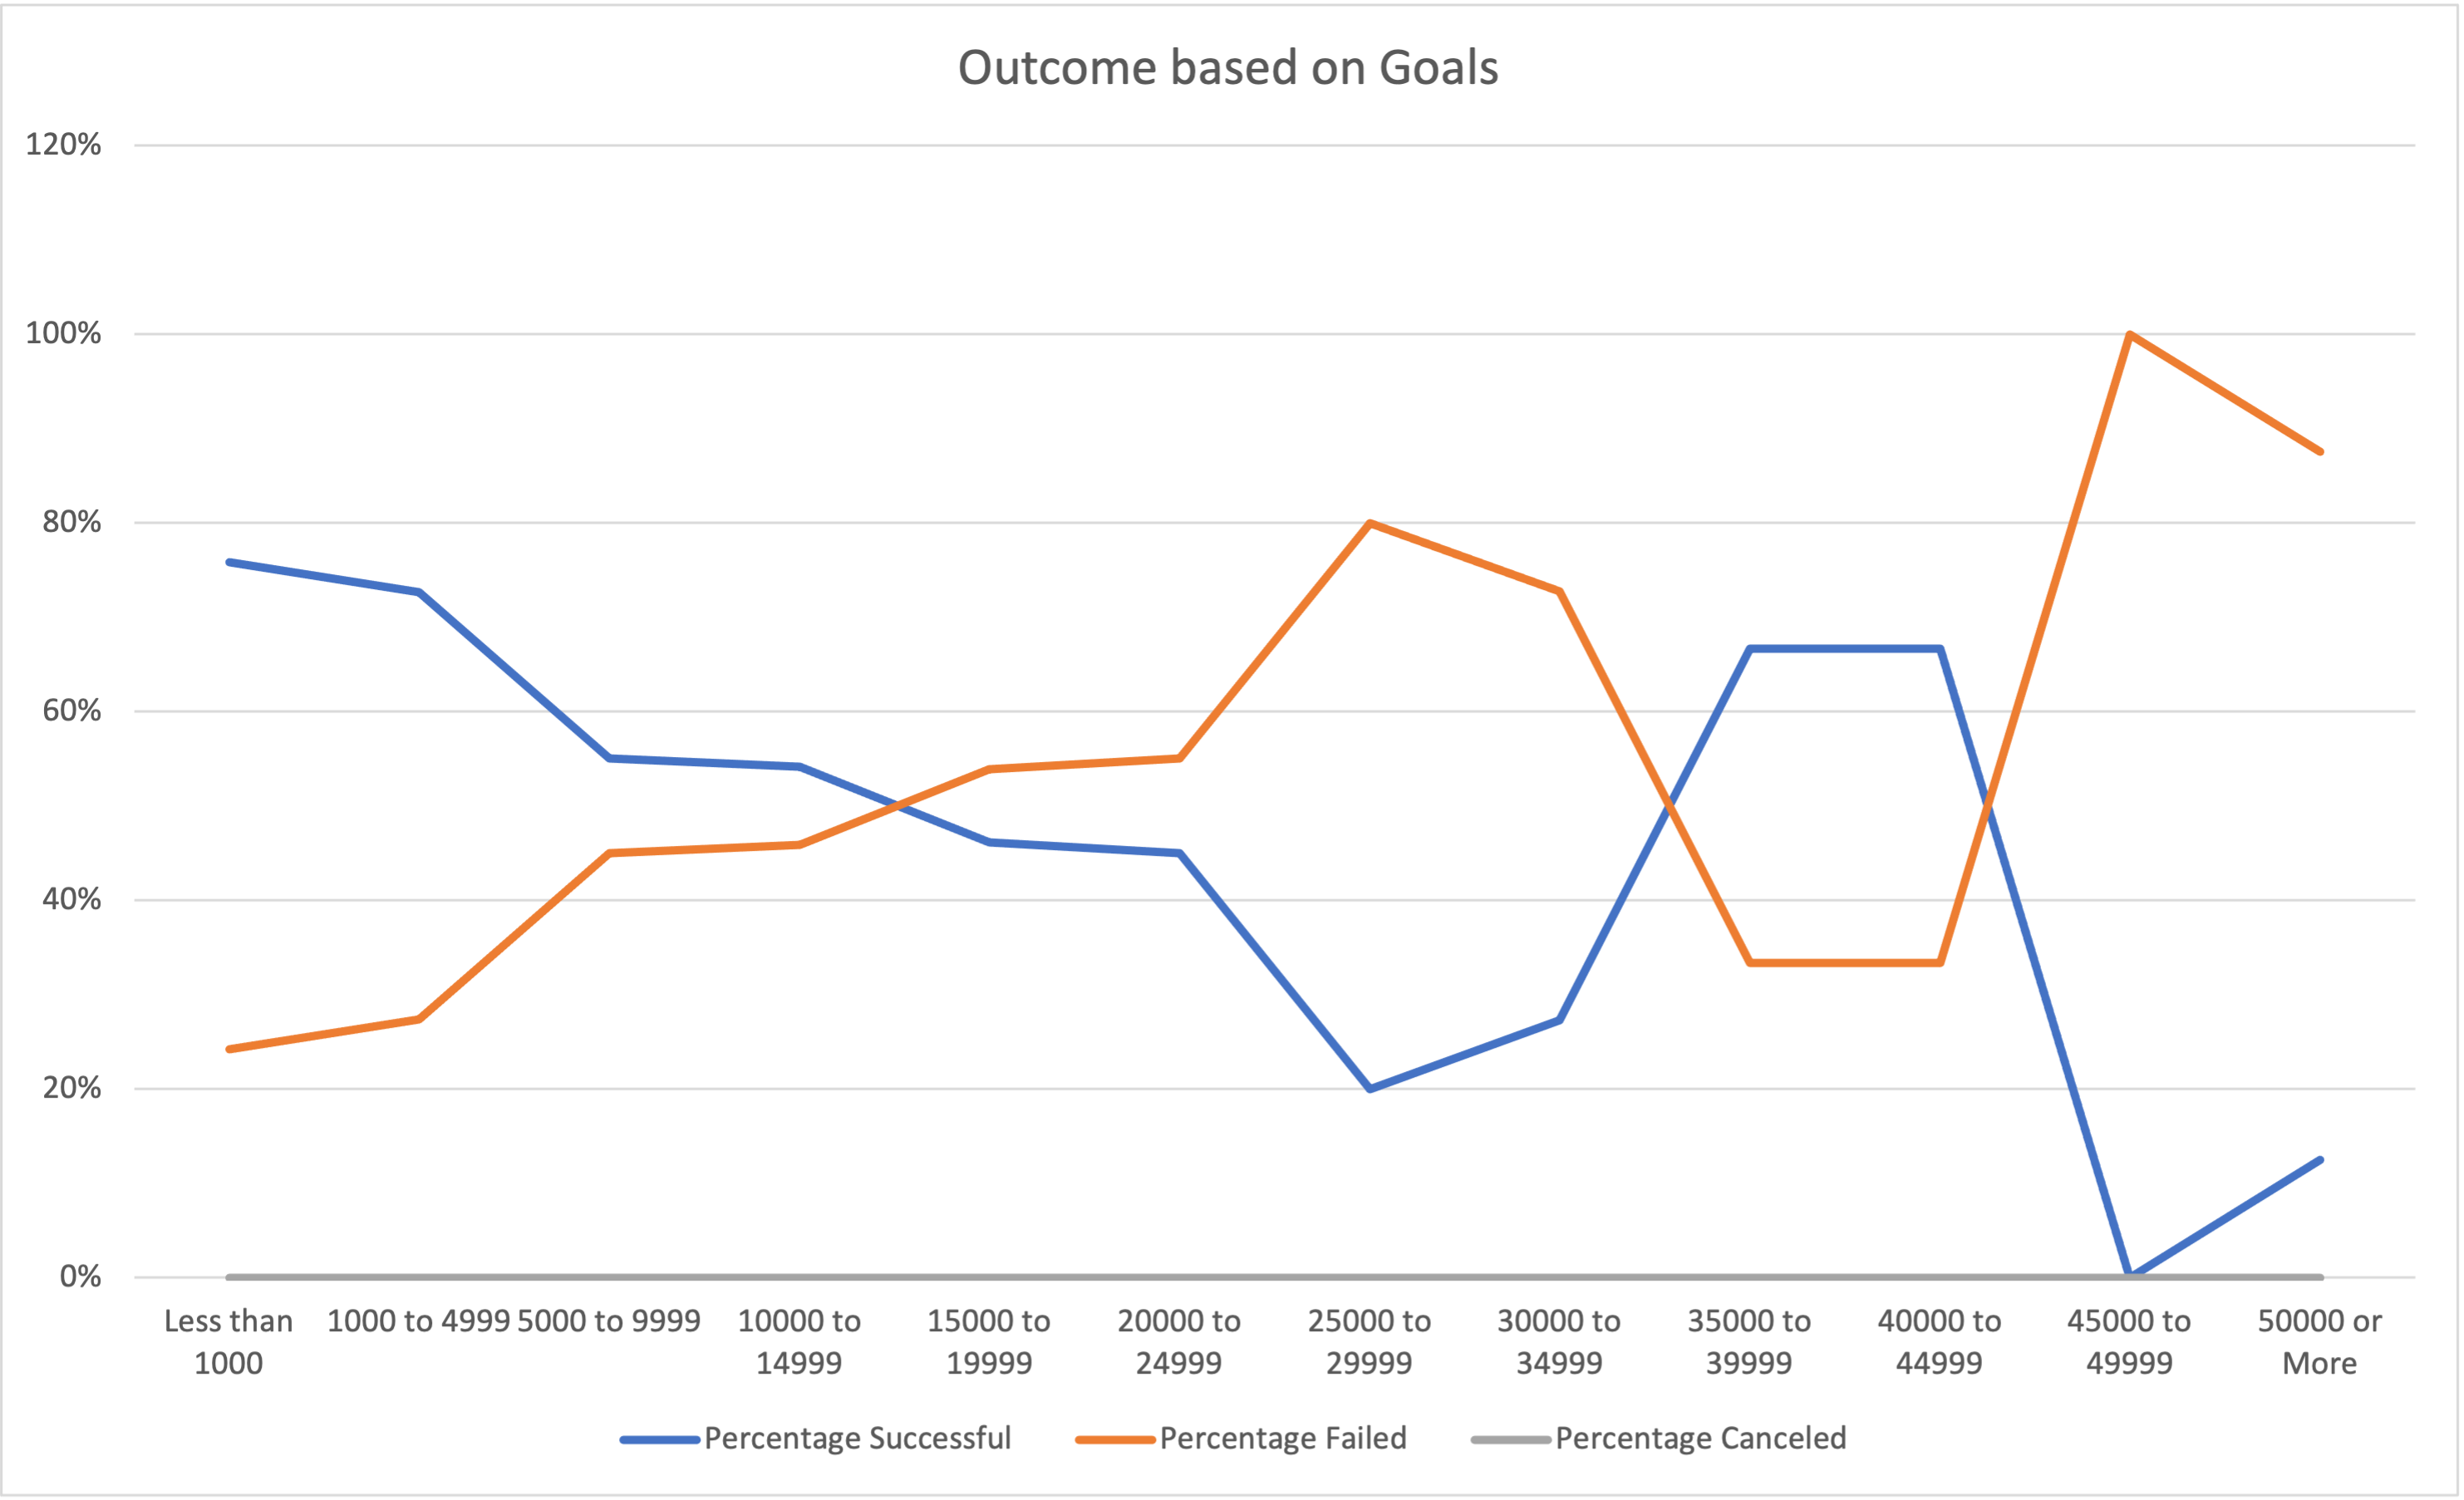 Outcome based on Goals
120%
100%
80%
60%
40%
20%
0%
Less than
1000
1000 to 4999
5000 to 9999
10000 to
14999
15000 to
19999
20000 to
24999
25000 to
29999
30000 to
34999
35000 to
39999
40000 to
44999
45000 to
49999
50000 or
More
Percentage Successful
Percentage Failed
Percentage Canceled